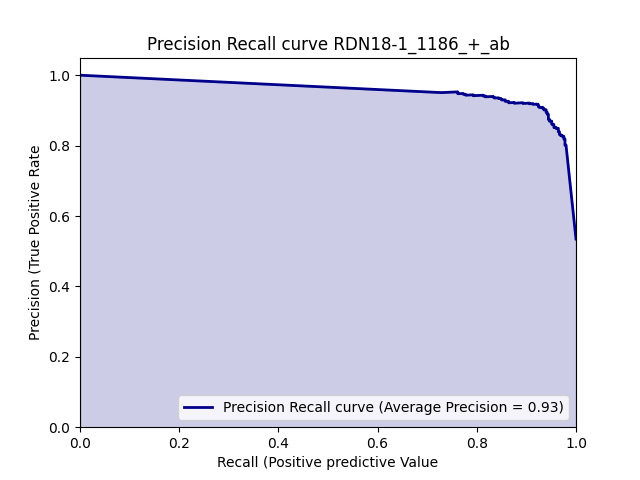 Precision Recall curve RDN18-1_1186_+_ab
1.0
0.8
0.6
0.4
0.2
0.0
Precision (True Positive Rate
Precision Recall curve (Average Precision = 0.93)
0.0 0.2 0.4 0.6 0.8 1.0
Recall (Positive predictive Value